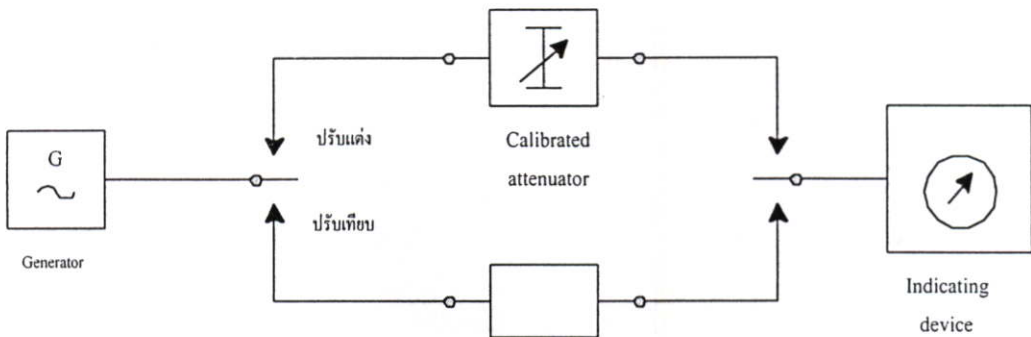 ปรับแต่ง
Calibrated
attenuator
G
Generator
ปรับเทียบ
Indicating
device